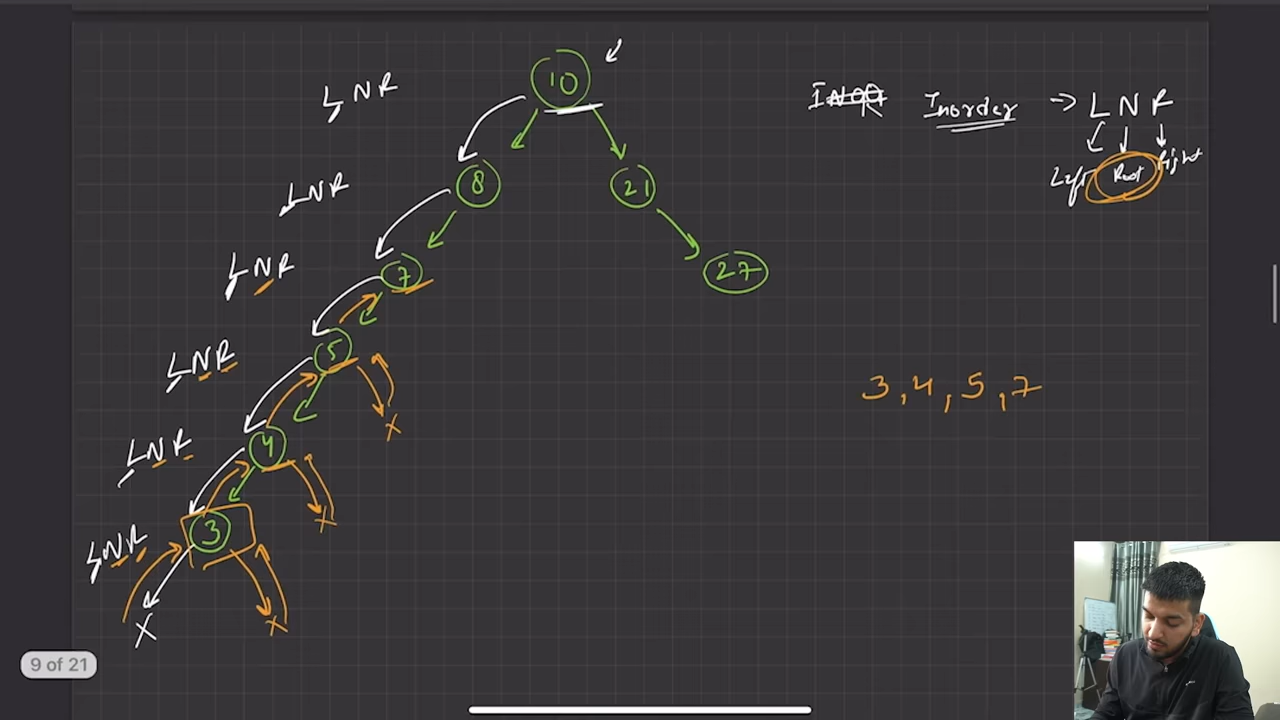 10
LNR
Inorder -> LNR
Left Root Right
LNR
8
21
LNR
7
27
LNR
5
3, 4, 5, 7
X
LNR
4
X
LNR
3
X
X
9 of 21